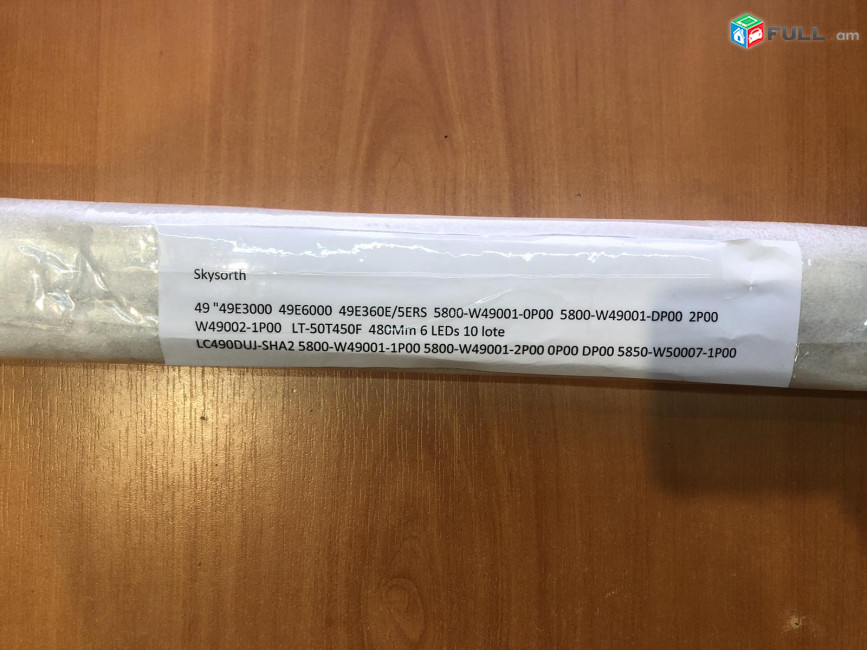 FULL.am
Skysorth
49 "49E3000 49E6000 49E360E/5ERS 5800-W49001-0P00 5800-W49001-DP00 2P00
W49002-1P00 LT-50T450F 480Mm 6 LEDs 10 lote
LC490DUJ-SHA2 5800-W49001-1P00 5800-W49001-2P00 0P00 DP00 5850-W50007-1P00